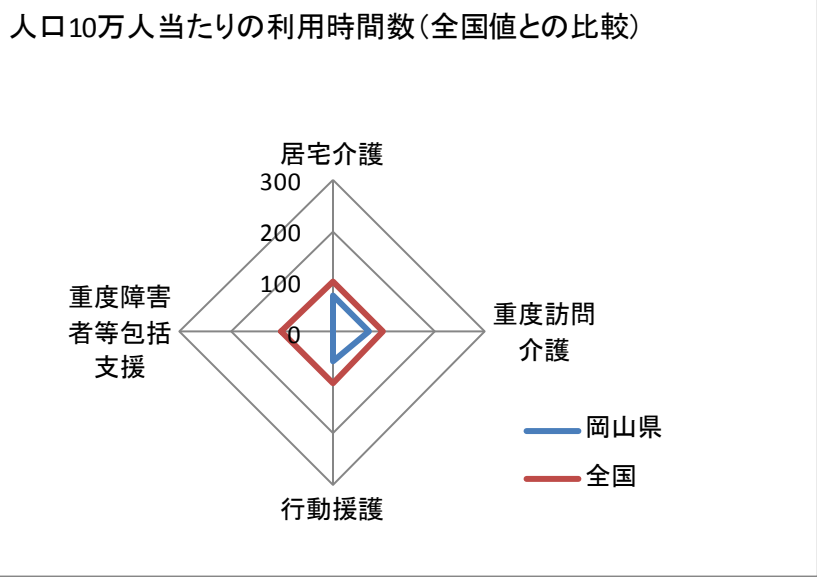 人口10万人当たりの利用時間数（全国値との比較）
居宅介護
300
200
100
0
重度障害
者等包括
支援
重度訪問
介護
行動援護
岡山県
全国